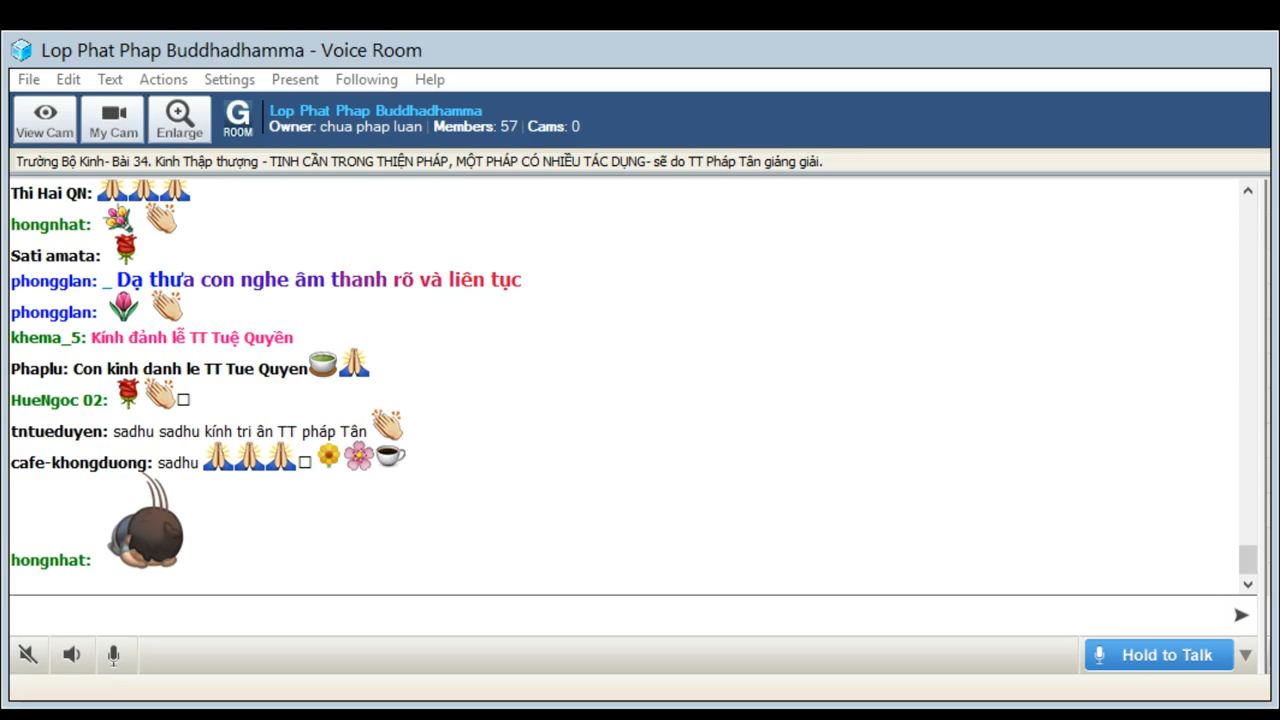 Lop Phat Phap Buddhadhamma - Voice Room
File Edit Text Actions Settings Present Following Help
View Cam My Cam Enlarge G ROOM
Lop Phat Phap Buddhadhamma
Owner: chua phap luan | Members: 57 | Cams: 0
Trường Bộ Kinh- Bài 34. Kinh Thập thượng - TINH CẦN TRONG THIỆN PHÁP, MỘT PHÁP CÓ NHIỀU TÁC DỤNG- sẽ do TT Pháp Tân giảng giải.
Thi Hai QN:
hongnhat:
Sati amata:
phongglan: _ Dạ thưa con nghe âm thanh rõ và liên tục
phongglan:
khema_5: Kính đảnh lễ TT Tuệ Quyền
Phaplu: Con kinh danh le TT Tue Quyen
HueNgoc 02:
tntueduyen: sadhu sadhu kính tri ân TT pháp Tân
cafe-khongduong: sadhu
hongnhat:
Hold to Talk